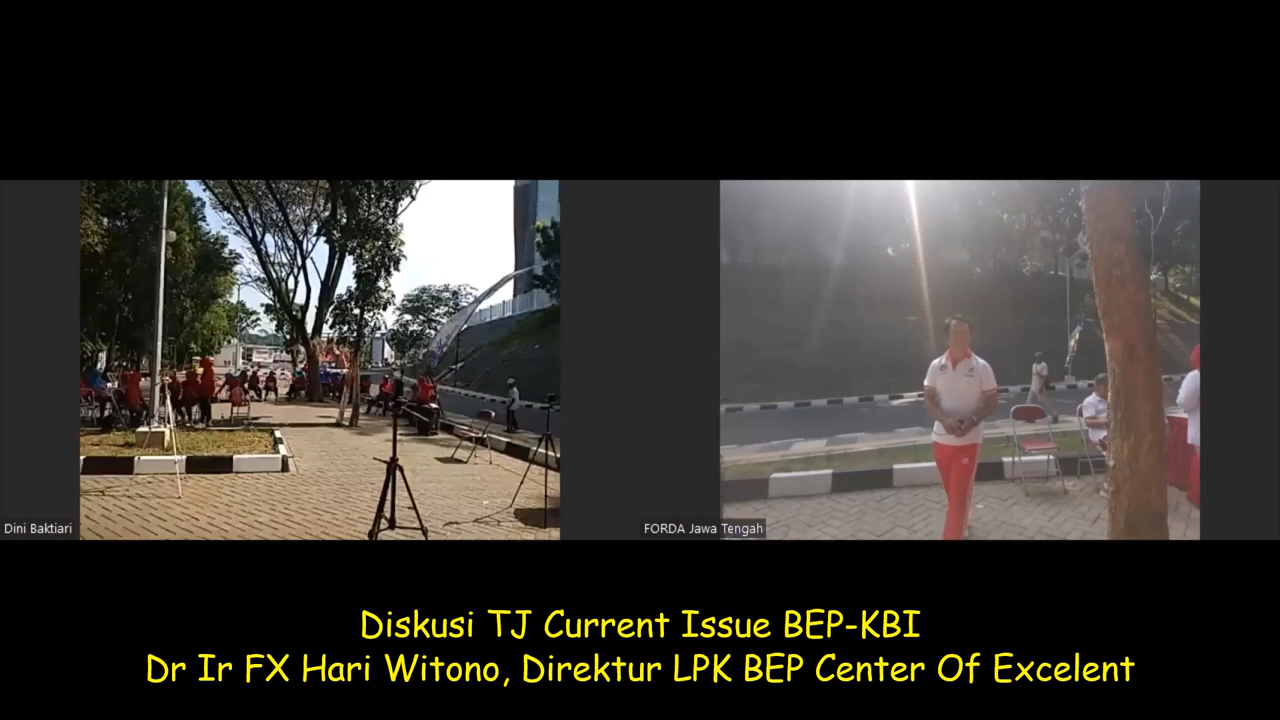 Dini Baktiari
FORDA Jawa Tengah
Diskusi TJ Current Issue BEP-KBI
Dr Ir FX Hari Witono, Direktur LPK BEP Center Of Excelent